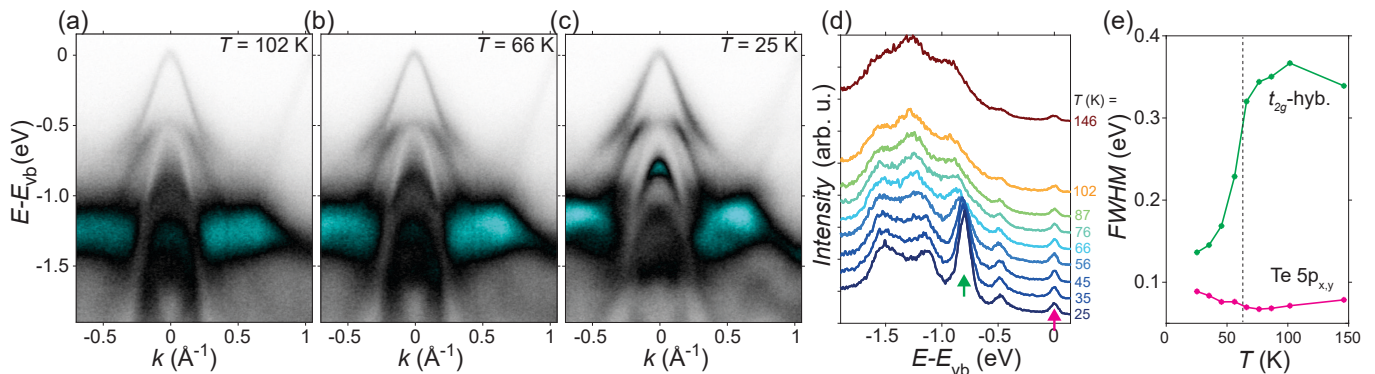 (a)
T = 102 K
0
-0.5
-1.0
-1.5
E-E_vb(eV)
-0.5
0
0.5
1
k (Å⁻¹)
(b)
T = 66 K
-0.5
0
0.5
1
k (Å⁻¹)
(c)
T = 25 K
-0.5
0
0.5
1
k (Å⁻¹)
(d)
Intensity (arb. u.)
T (K) =
146
102
87
76
66
56
45
35
25
-1.5
-1.0
-0.5
0
E-E_vb (eV)
(e)
FWHM (eV)
0.4
0.3
0.2
0.1
t_2g-hyb.
Te 5p_x,y
0
50
100
150
T (K)